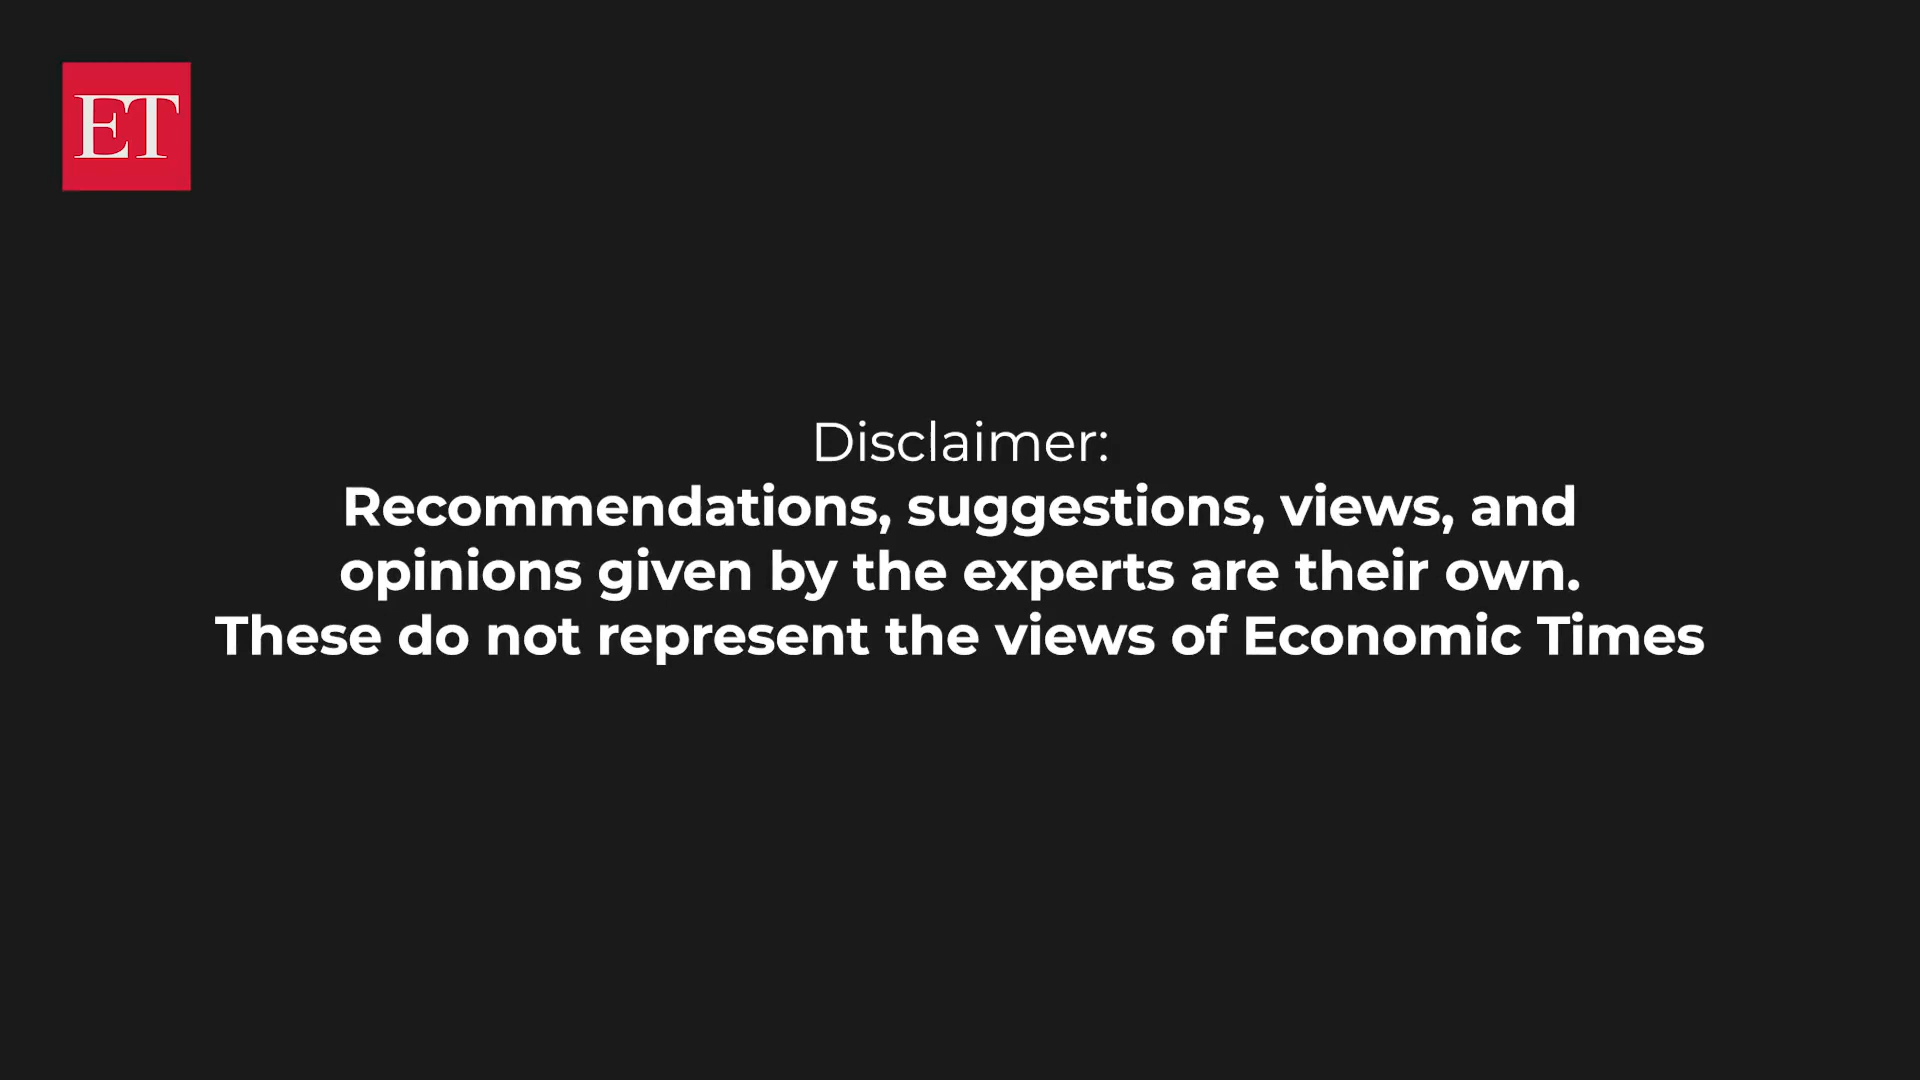 ET
Disclaimer:
Recommendations, suggestions, views, and
opinions given by the experts are their own.
These do not represent the views of Economic Times